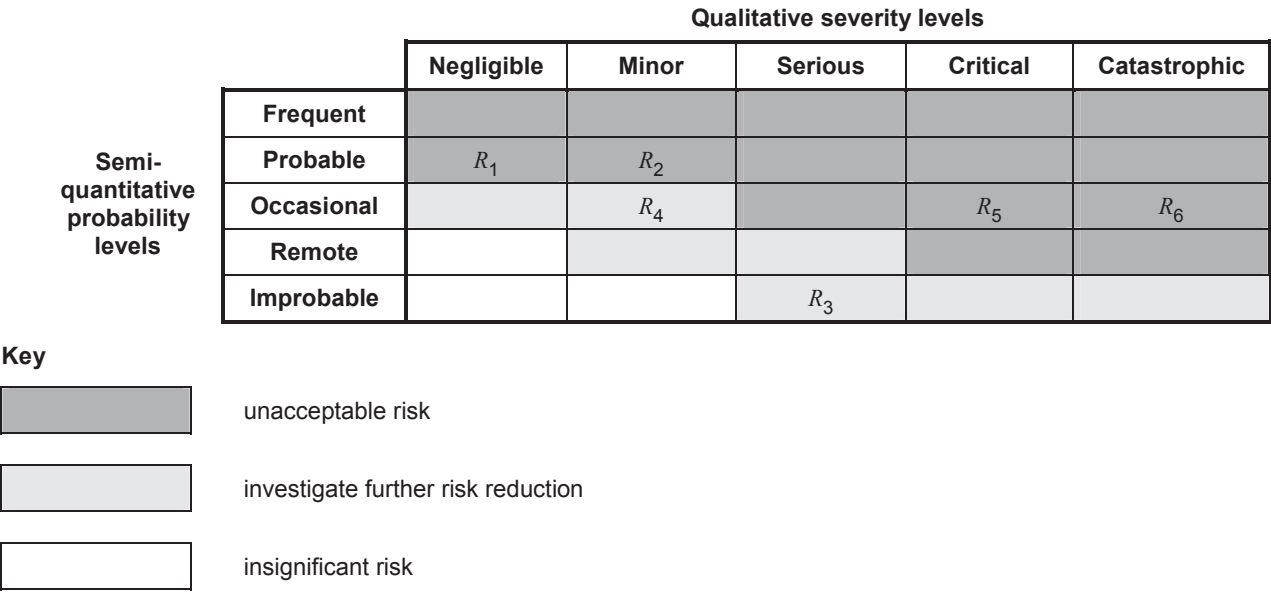 Qualitative severity levels
Negligible Minor Serious Critical Catastrophic
Semi-
quantitative
probability
levels
Frequent
Probable R1 R2
Occasional R4 R5 R6
Remote
Improbable R3
Key
unacceptable risk
investigate further risk reduction
insignificant risk